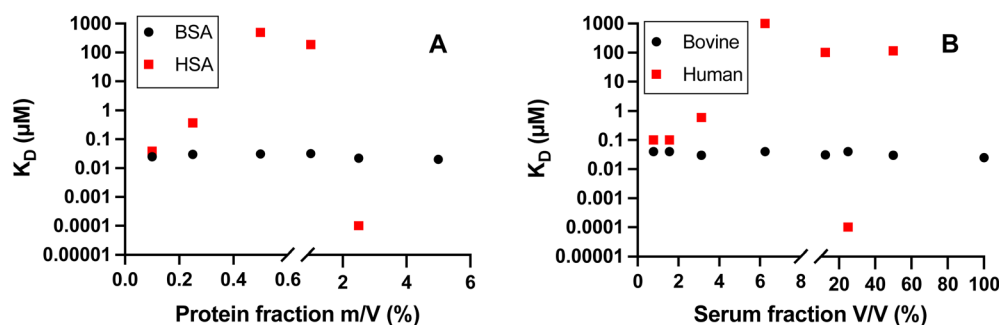 BSA
HSA
A
1000
100
10
1
0.1
0.01
0.001
0.0001
0.00001
K_D (µM)
0.0 0.2 0.4 0.6 2 4 6
Protein fraction m/V (%)
Bovine
Human
B
1000
100
10
1
0.1
0.01
0.001
0.0001
0.00001
K_D (µM)
0 2 4 6 8 20 40 60 80 100
Serum fraction V/V (%)